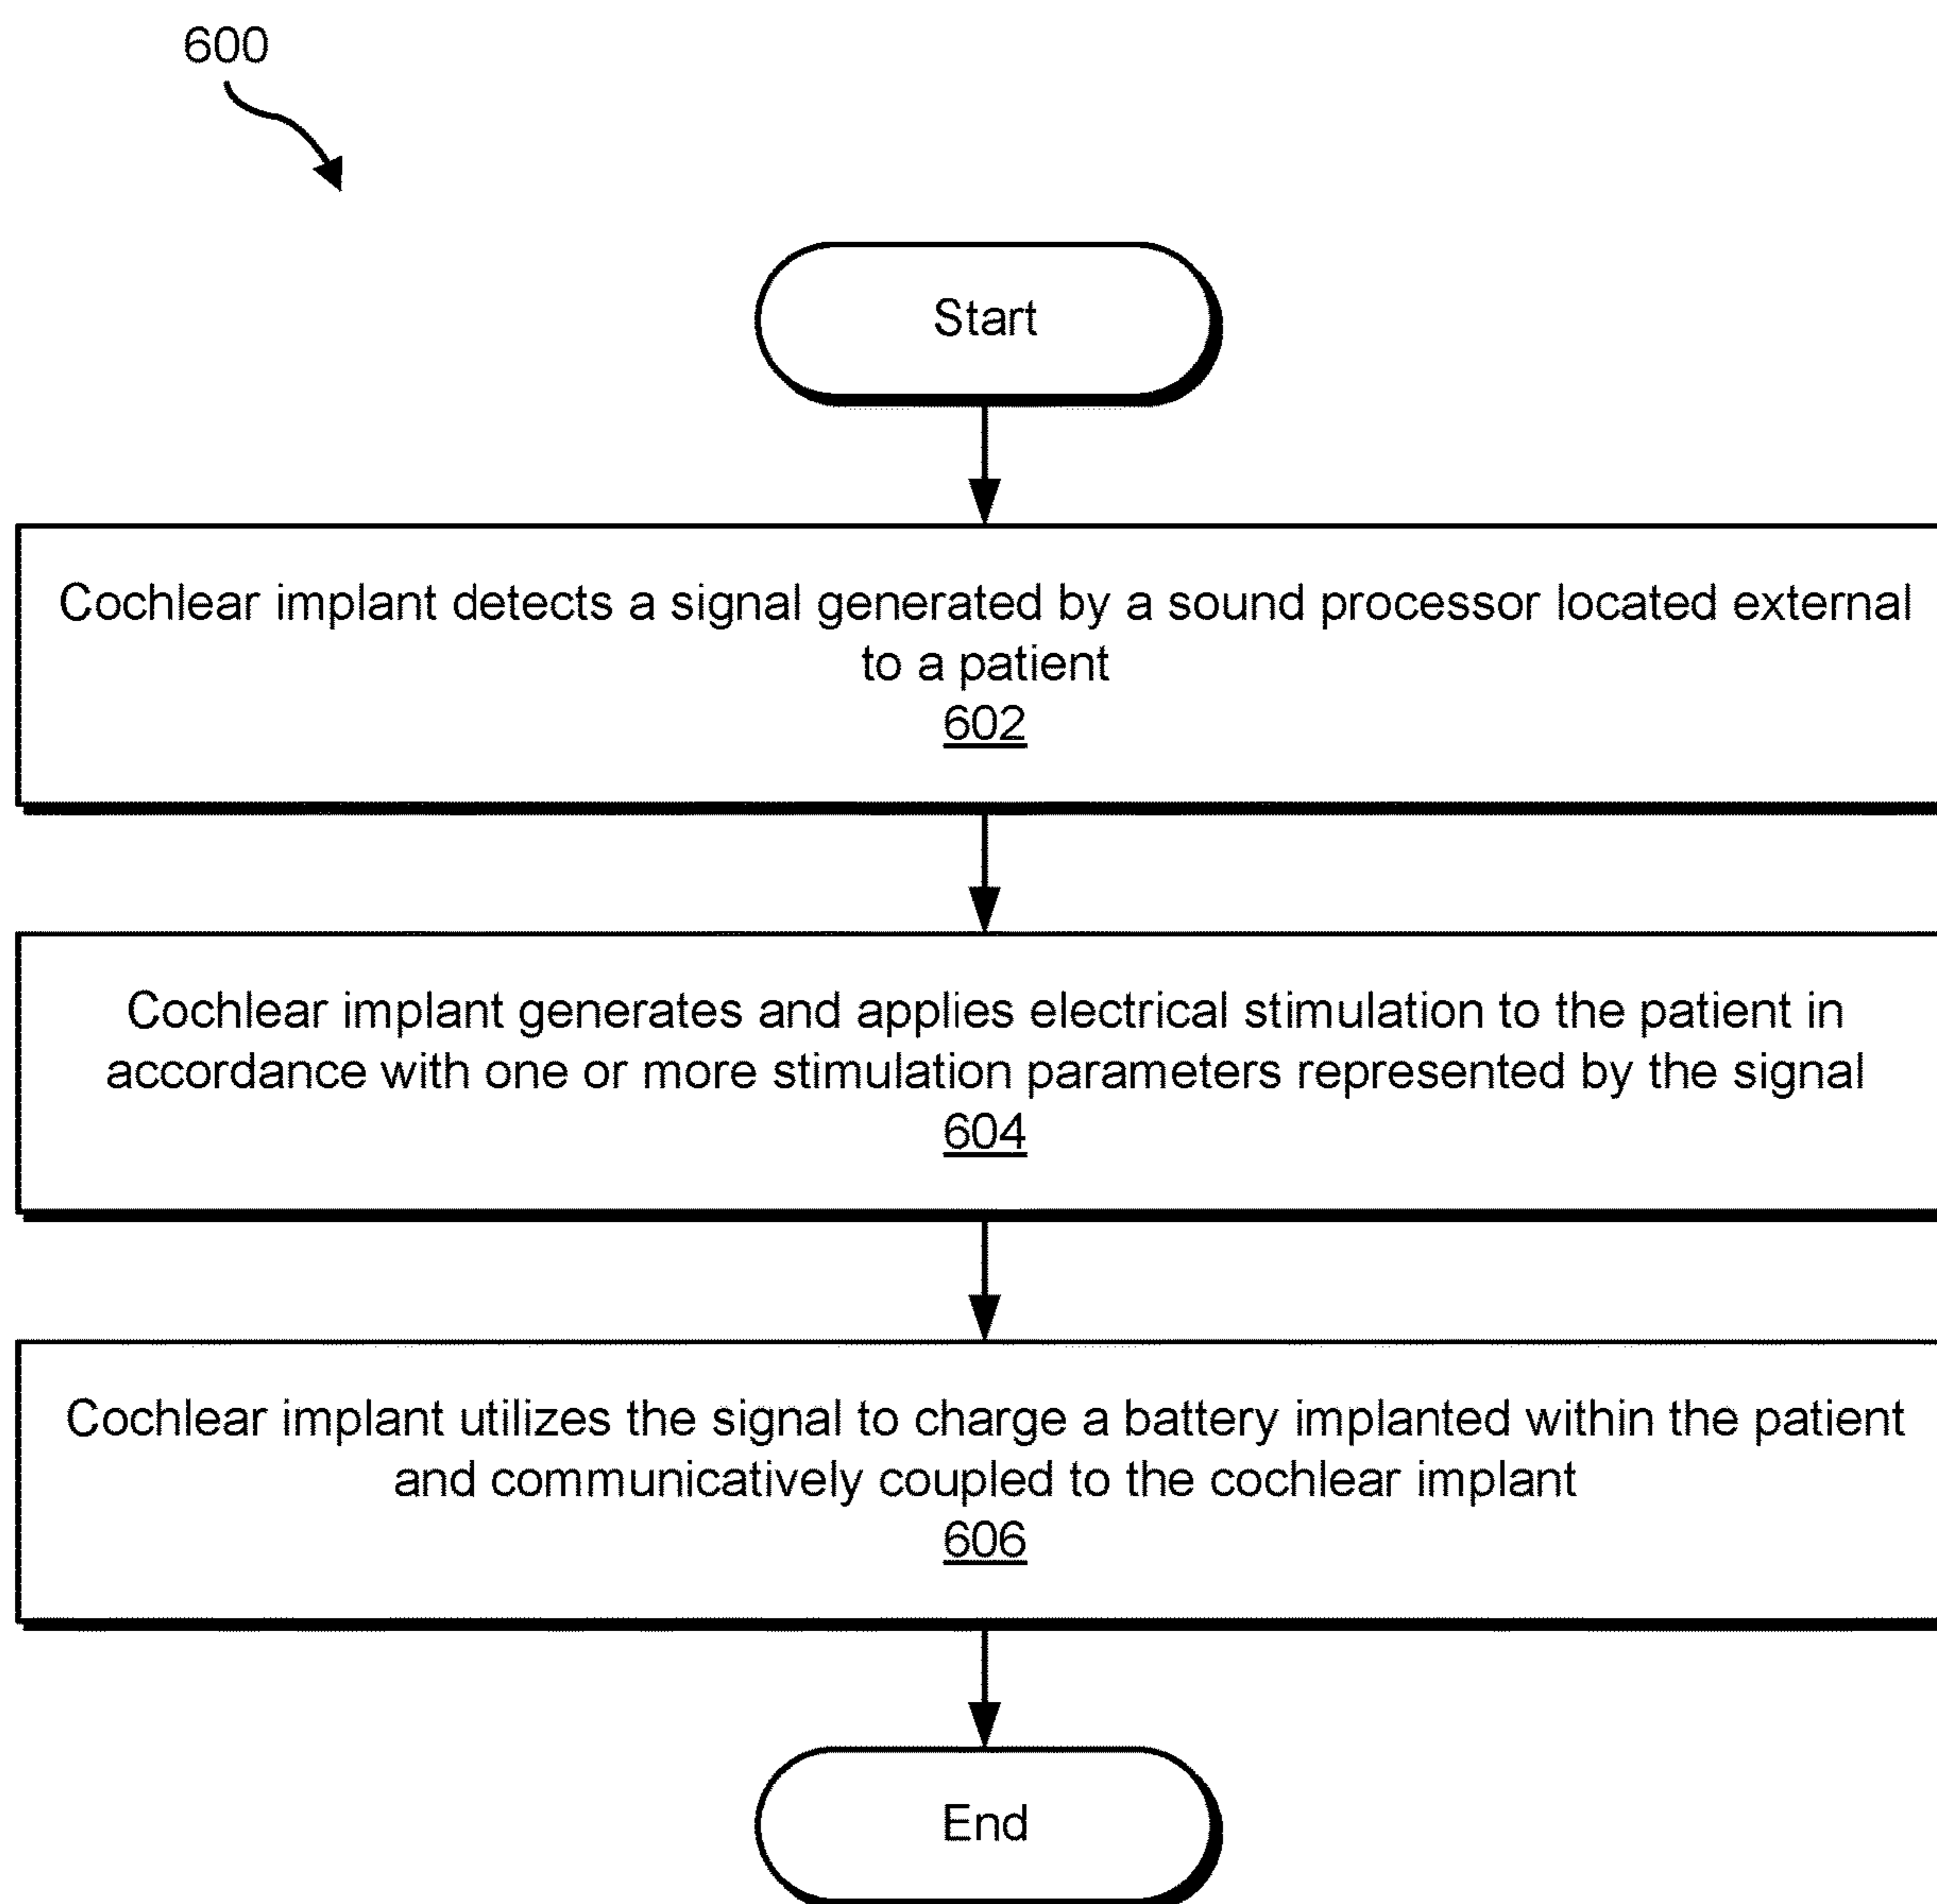 600
Start
Cochlear implant detects a signal generated by a sound processor located external
to a patient
602
Cochlear implant generates and applies electrical stimulation to the patient in
accordance with one or more stimulation parameters represented by the signal
604
Cochlear implant utilizes the signal to charge a battery implanted within the patient
and communicatively coupled to the cochlear implant
606
End